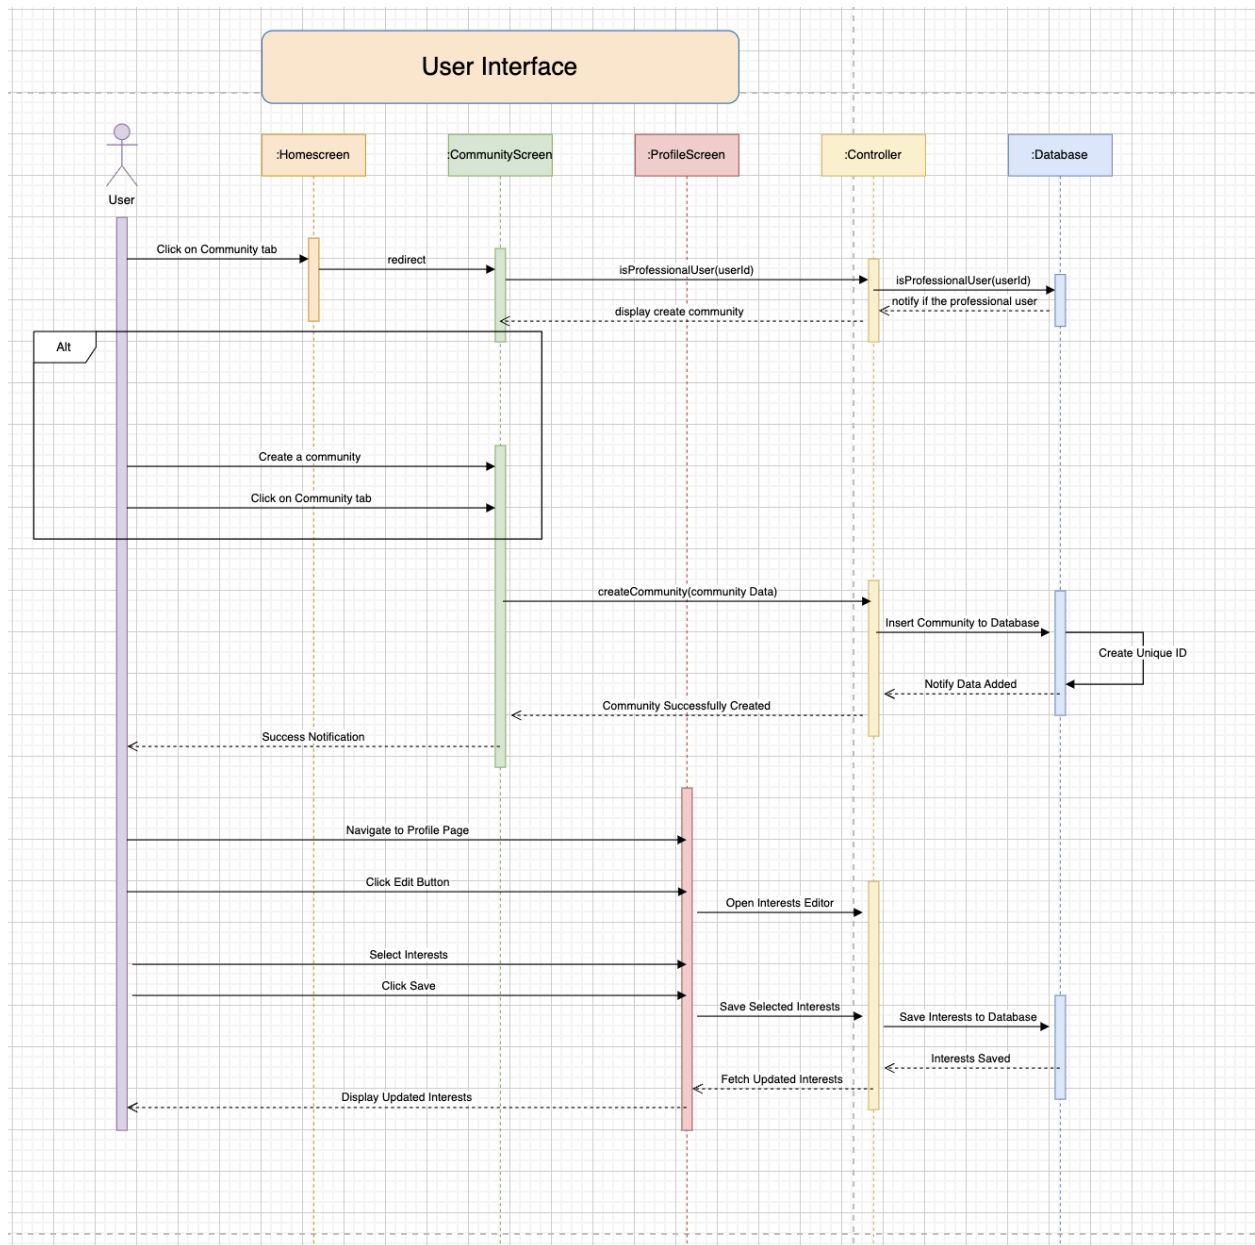 User Interface
:Homescreen
:CommunityScreen
:ProfileScreen
:Controller
:Database
User
Click on Community tab
redirect
isProfessionalUser(userId)
isProfessionalUser(userId)
notify if the professional user
display create community
Alt
Create a community
Click on Community tab
createCommunity(community Data)
Insert Community to Database
Create Unique ID
Notify Data Added
Community Successfully Created
Success Notification
Navigate to Profile Page
Click Edit Button
Open Interests Editor
Select Interests
Click Save
Save Selected Interests
Save Interests to Database
Interests Saved
Fetch Updated Interests
Display Updated Interests